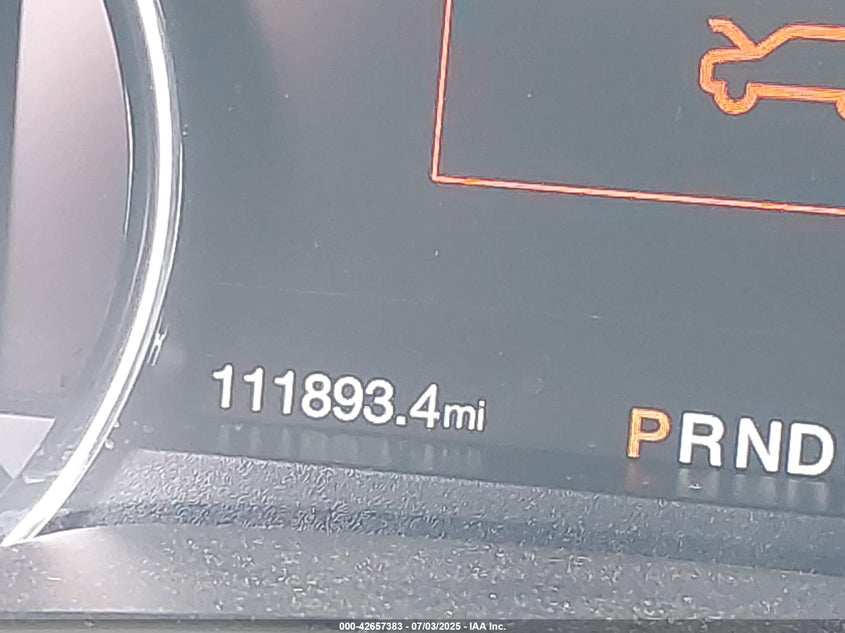 111893.4mi
PRND
000-42657383 - 07/03/2025 - IAA Inc.